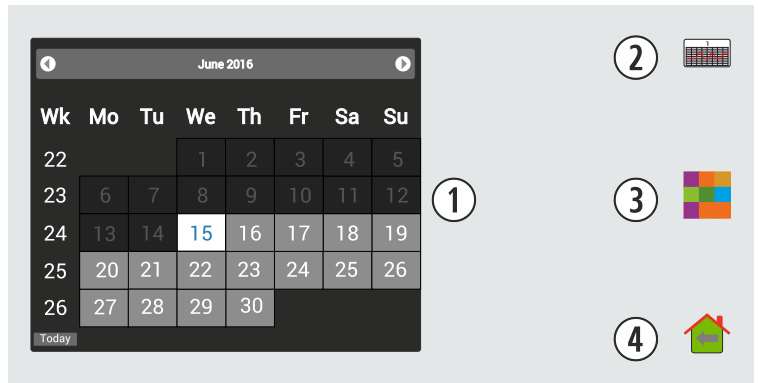 June 2016
Wk Mo Tu We Th Fr Sa Su
22 1 2 3 4 5
23 6 7 8 9 10 11 12
24 13 14 15 16 17 18 19
25 20 21 22 23 24 25 26
26 27 28 29 30
Today
1
2
1
3
4